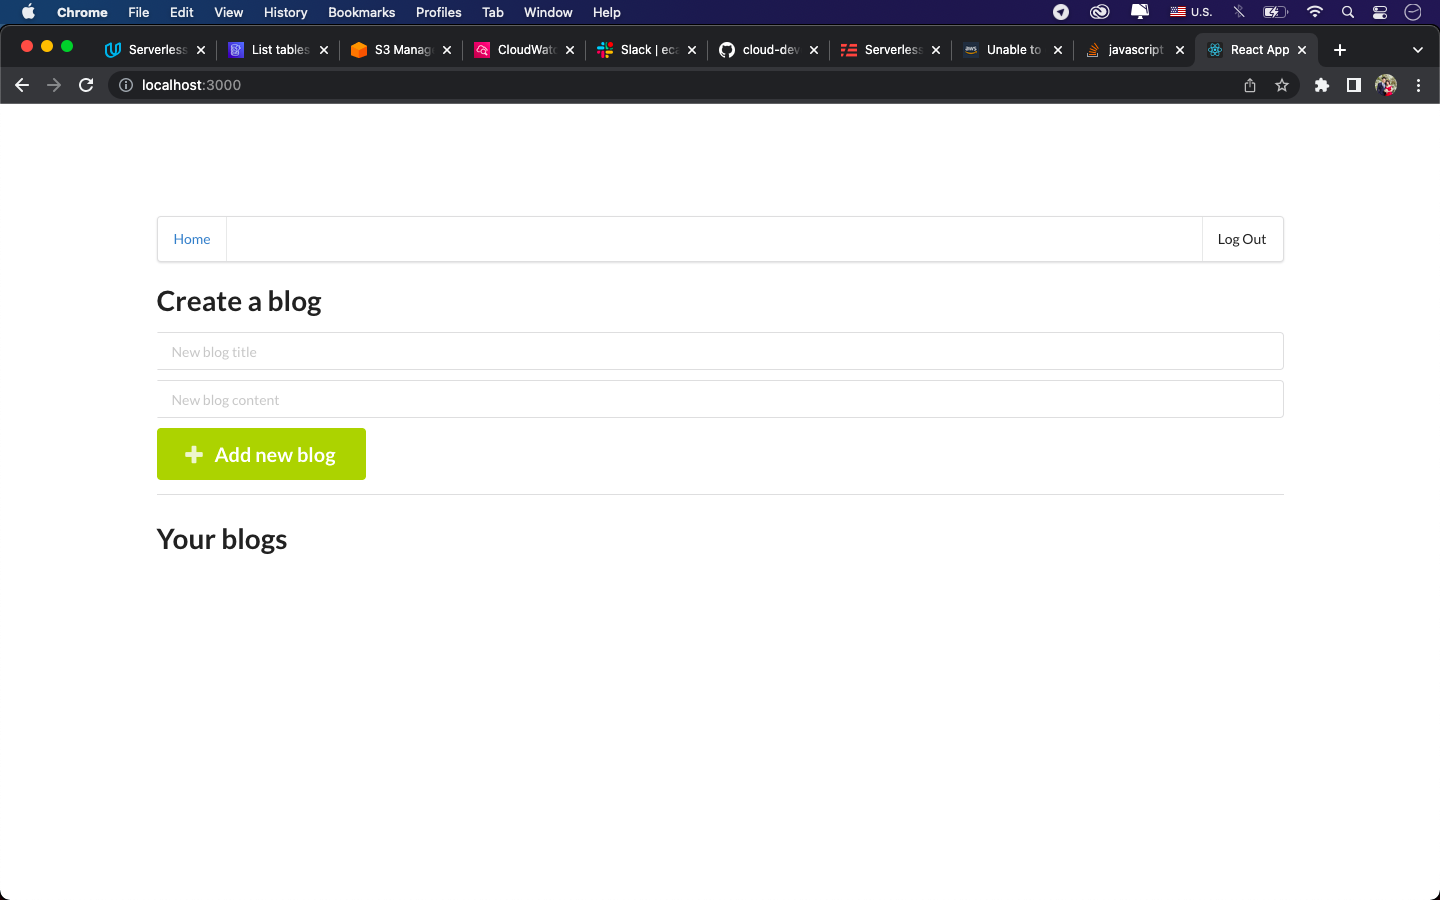 Chrome File Edit View History Bookmarks Profiles Tab Window Help U.S.
Serverless List tables S3 Manag CloudWatc Slack | eca cloud-dev Serverless Unable to javascript React App
localhost:3000
Home Log Out
Create a blog
New blog title
New blog content
Add new blog
Your blogs